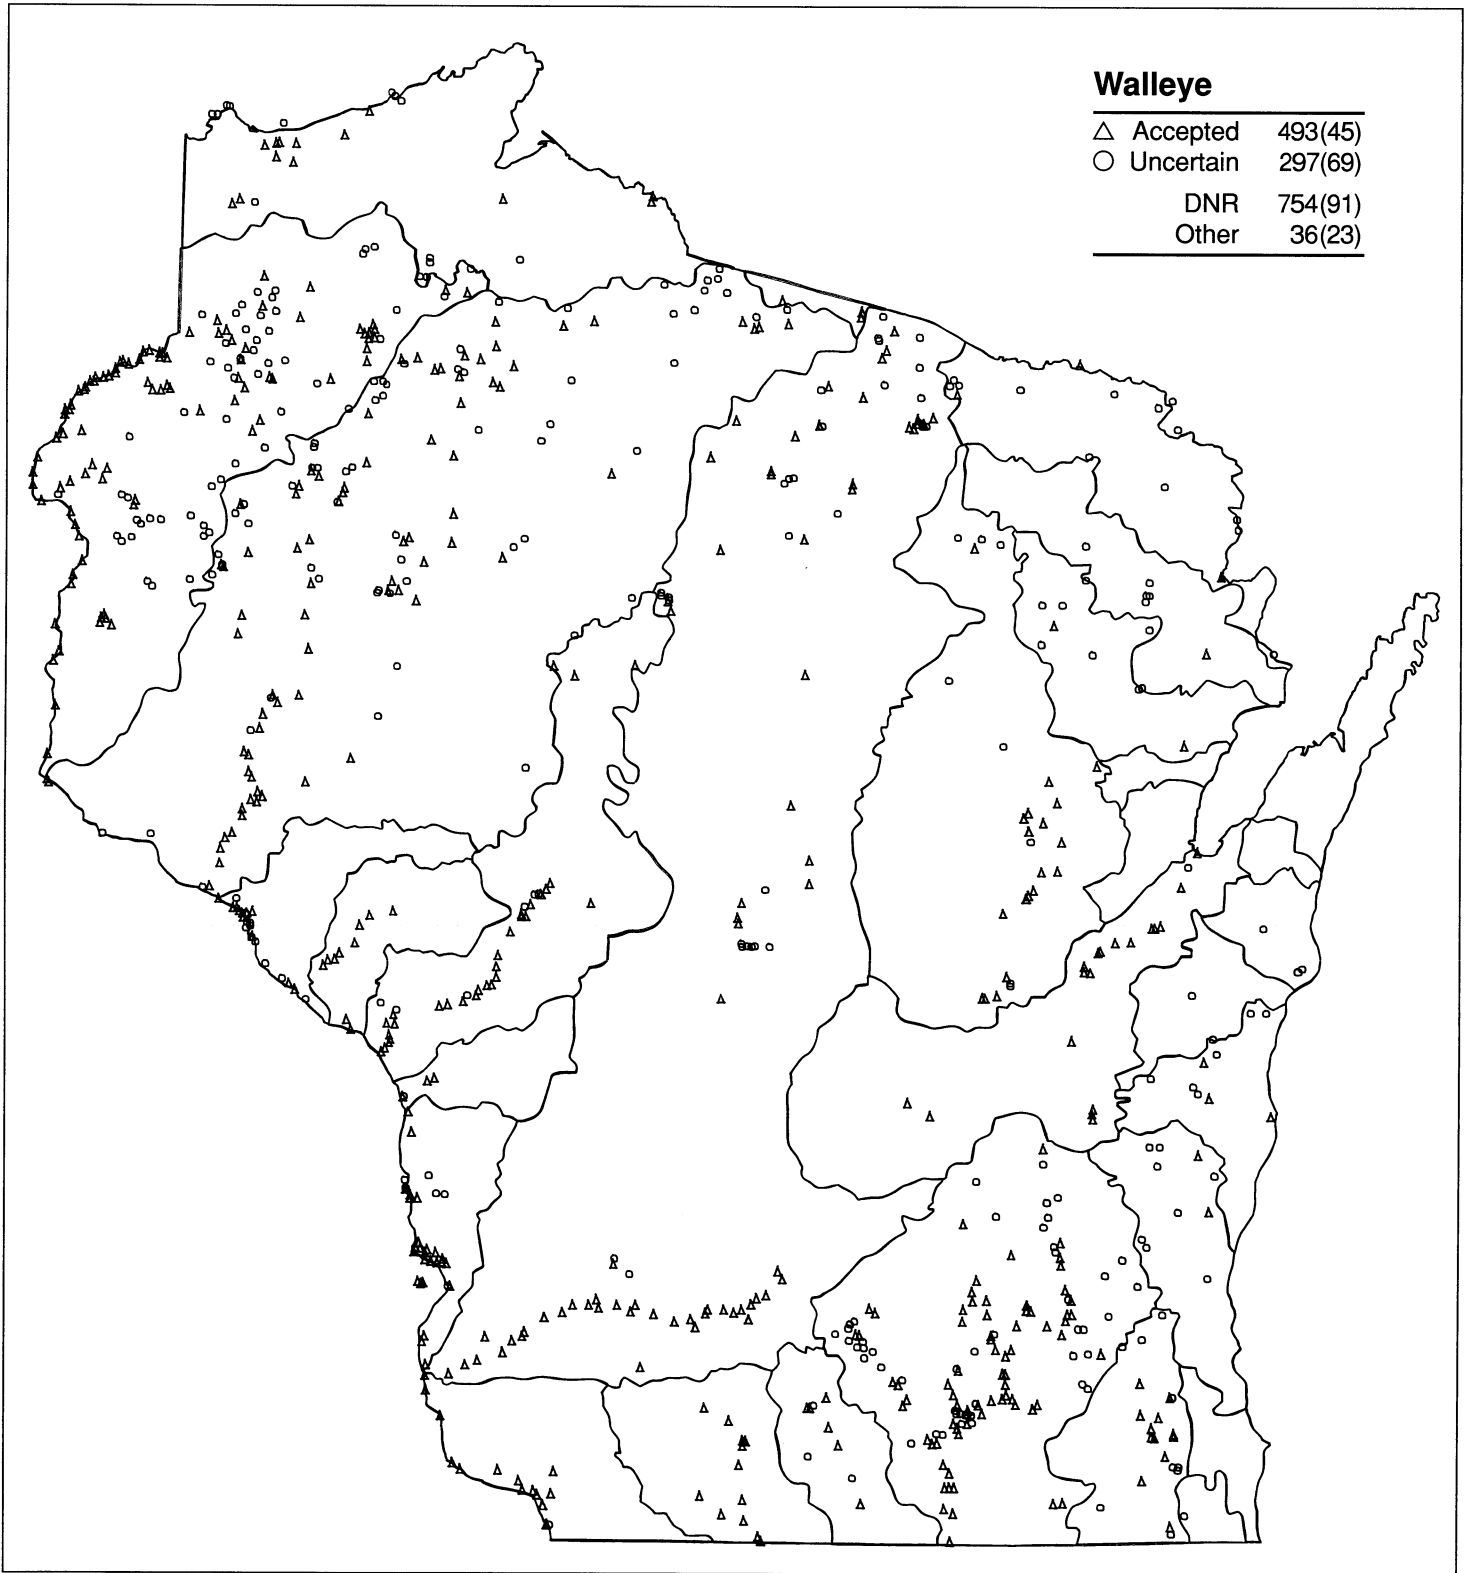 Walleye
△ Accepted 493(45)
○ Uncertain 297(69)
DNR 754(91)
Other 36(23)